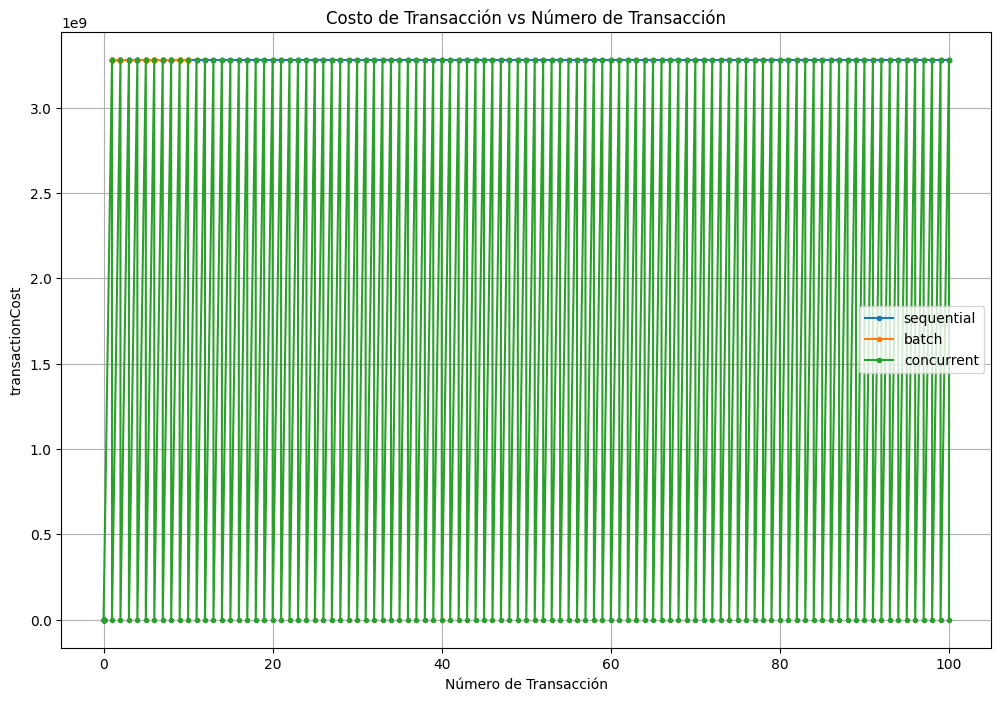 Costo de Transacción vs Número de Transacción
1e9
3.0
2.5
2.0
1.5
1.0
0.5
0.0
transactionCost
sequential
batch
concurrent
0 20 40 60 80 100
Número de Transacción